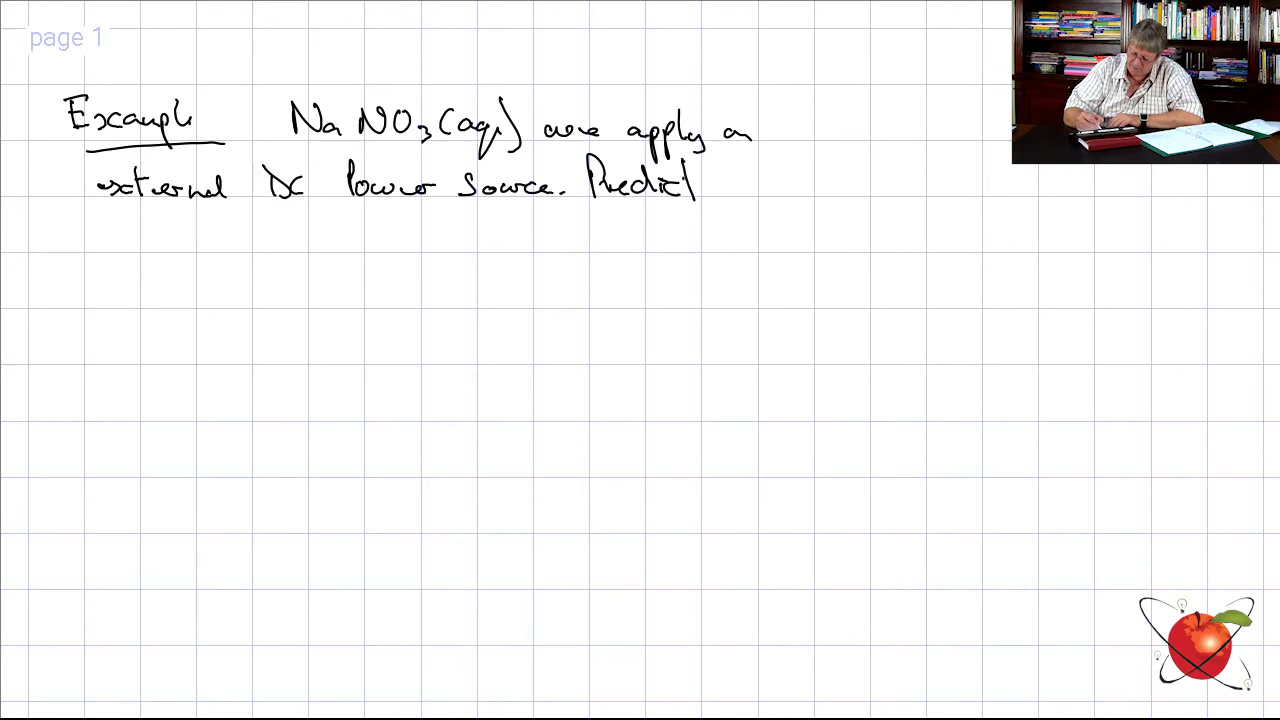 page 1
Example NaNO₃(aq) we apply an
external DC power source. Predict